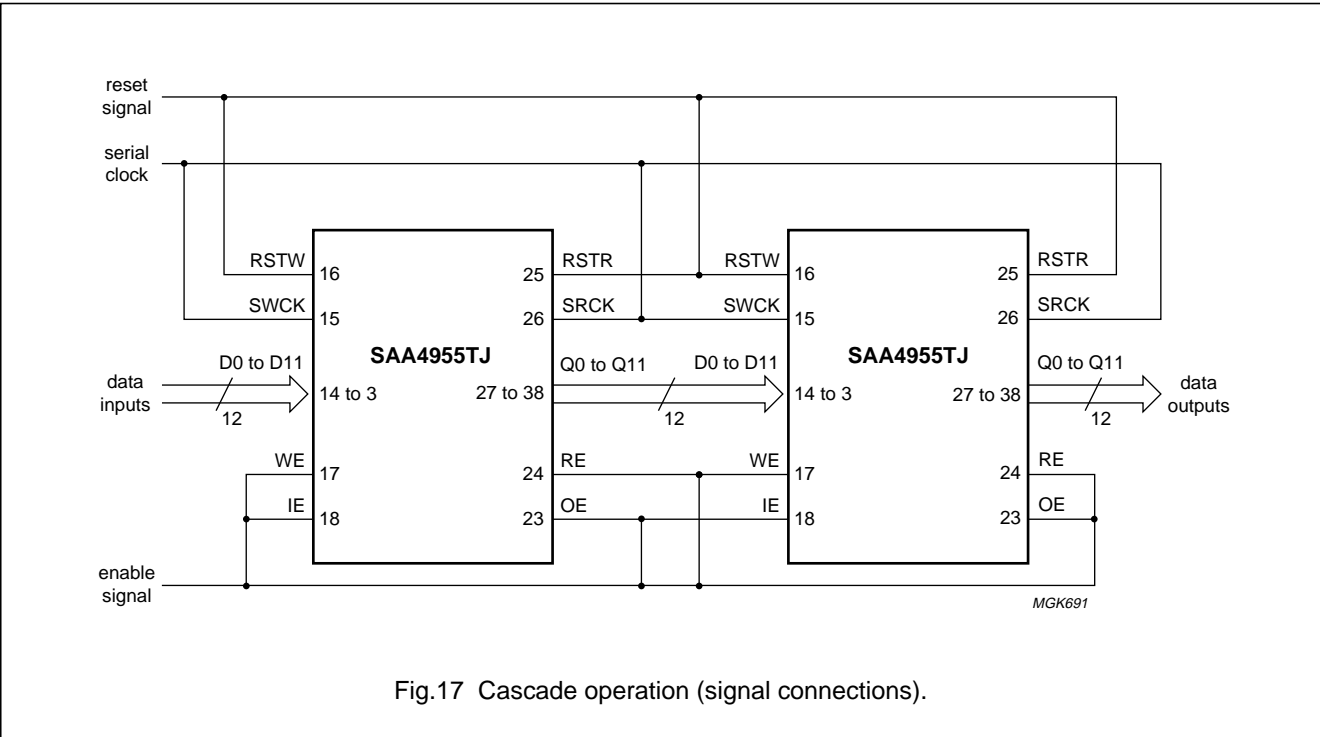 reset
signal
serial
clock
RSTW 16 25 RSTR RSTW 16 25 RSTR
SWCK 15 26 SRCK SWCK 15 26 SRCK
SAA4955TJ SAA4955TJ
D0 to D11 Q0 to Q11 D0 to D11 Q0 to Q11
data
inputs
14 to 3 27 to 38 14 to 3 27 to 38
data
outputs
12 12 12
WE 17 24 RE WE 17 24 RE
IE 18 23 OE IE 18 23 OE
enable
signal
MGK691
Fig.17 Cascade operation (signal connections).